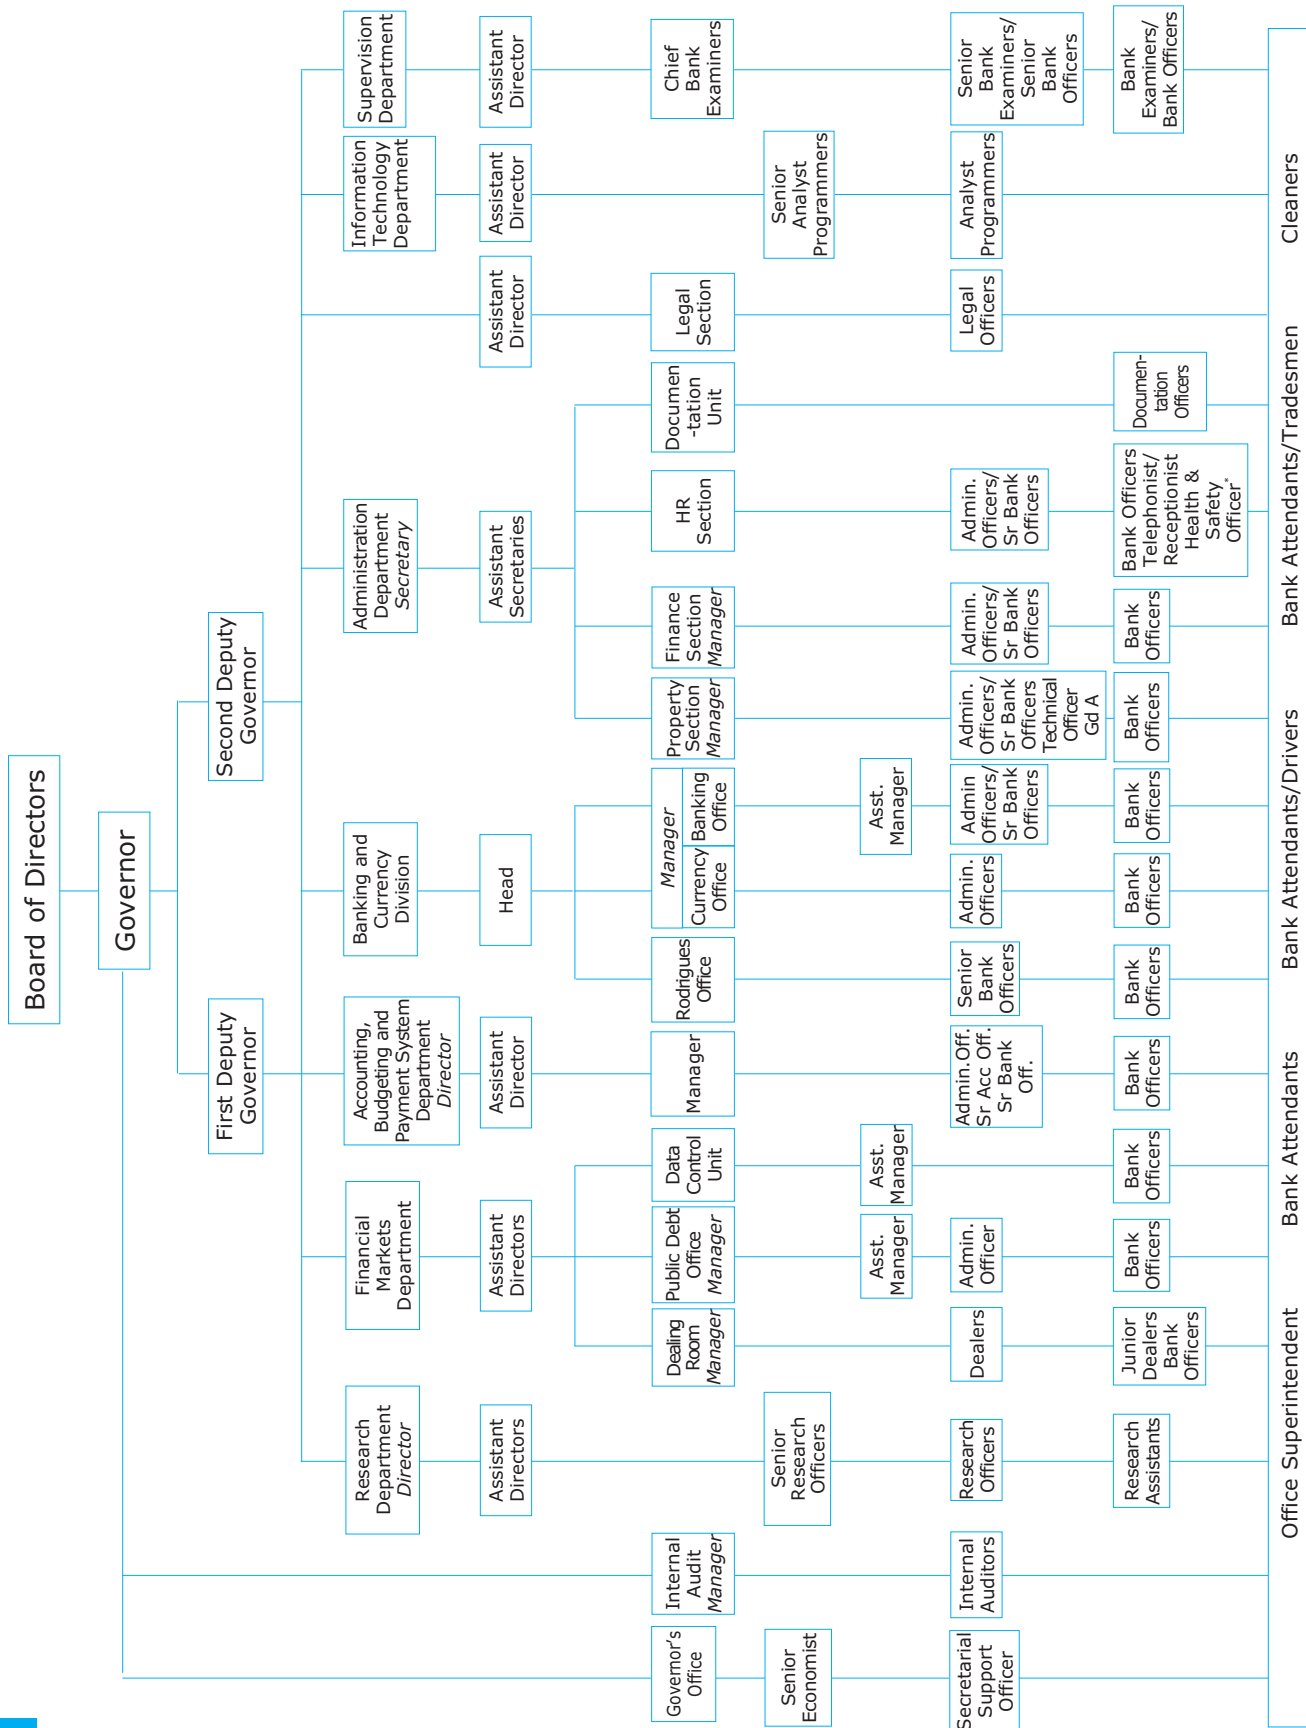 Board of Directors
Governor
First Deputy
Governor
Second Deputy
Governor
Research
Department
Director
Financial
Markets
Department
Accounting,
Budgeting and
Payment System
Department
Director
Banking and
Currency
Division
Administration
Department
Secretary
Information
Technology
Department
Supervision
Department
Assistant
Directors
Assistant
Directors
Assistant
Director
Head
Assistant
Secretaries
Assistant
Director
Assistant
Director
Assistant
Director
Governor's
Office
Internal
Audit
Manager
Dealing
Room
Manager
Public Debt
Office
Manager
Data
Control
Unit
Manager
Rodrigues
Office
Manager
Currency
Office
Banking
Office
Property
Section
Manager
Finance
Section
Manager
HR
Section
Documen
-tation
Unit
Legal
Section
Chief
Bank
Examiners
Senior
Economist
Senior
Research
Officers
Senior
Analyst
Programmers
Asst.
Manager
Asst.
Manager
Asst.
Manager
Secretarial
Support
Officer
Internal
Auditors
Research
Officers
Dealers
Admin.
Officer
Admin.Off.
Sr Acc Off.
Sr Bank
Off.
Senior
Bank
Officers
Admin.
Officers
Admin
Officers/
Sr Bank
Officers
Admin.
Officers/
Sr Bank
Officers
Technical
Officer
Gd A
Admin.
Officers/
Sr Bank
Officers
Admin.
Officers/
Sr Bank
Officers
Legal
Officers
Analyst
Programmers
Senior
Bank
Examiners/
Senior
Bank
Officers
Research
Assistants
Junior
Dealers
Bank
Officers
Bank
Officers
Bank
Officers
Bank
Officers
Bank
Officers
Bank
Officers
Bank
Officers
Bank
Officers
Bank
Officers
Bank Officers
Telephonist/
Receptionist
Health &
Safety
Officer*
Documen-
tation
Officers
Bank
Examiners/
Bank Officers
Office Superintendent
Bank Attendants
Bank Attendants/Drivers
Bank Attendants/Tradesmen
Cleaners